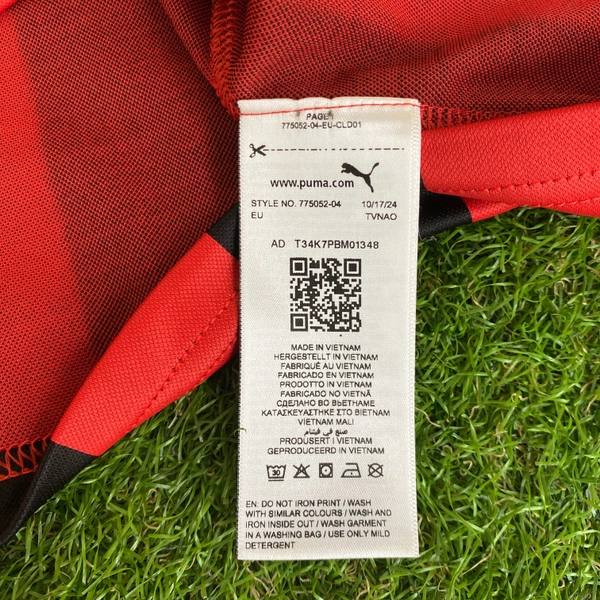 PAGE1
775052-04-EU-CLD01
www.puma.com
STYLE NO. 775052-04 10/17/24
EU TVNAO
AD T34K7PBM01348
MADE IN VIETNAM
HERGESTELLT IN VIETNAM
FABRIQUÉ AU VIETNAM
FABRICADO EN VIETNAM
PRODOTTO IN VIETNAM
FABRICADO NO VIETNÃ
СДЕЛАНО ВО ВЬЕТНАМЕ
ΚΑΤΑΣΚΕΥΑΣΤΗΚΕ ΣΤΟ ΒΙΕΤΝΑΜ
VIETNAM MALI
صنع في فيتنام
PRODUSERT I VIETNAM
GEPRODUCEERD IN VIETNAM
30
EN: DO NOT IRON PRINT / WASH
WITH SIMILAR COLOURS / WASH AND
IRON INSIDE OUT / WASH GARMENT
IN A WASHING BAG / USE ONLY MILD
DETERGENT